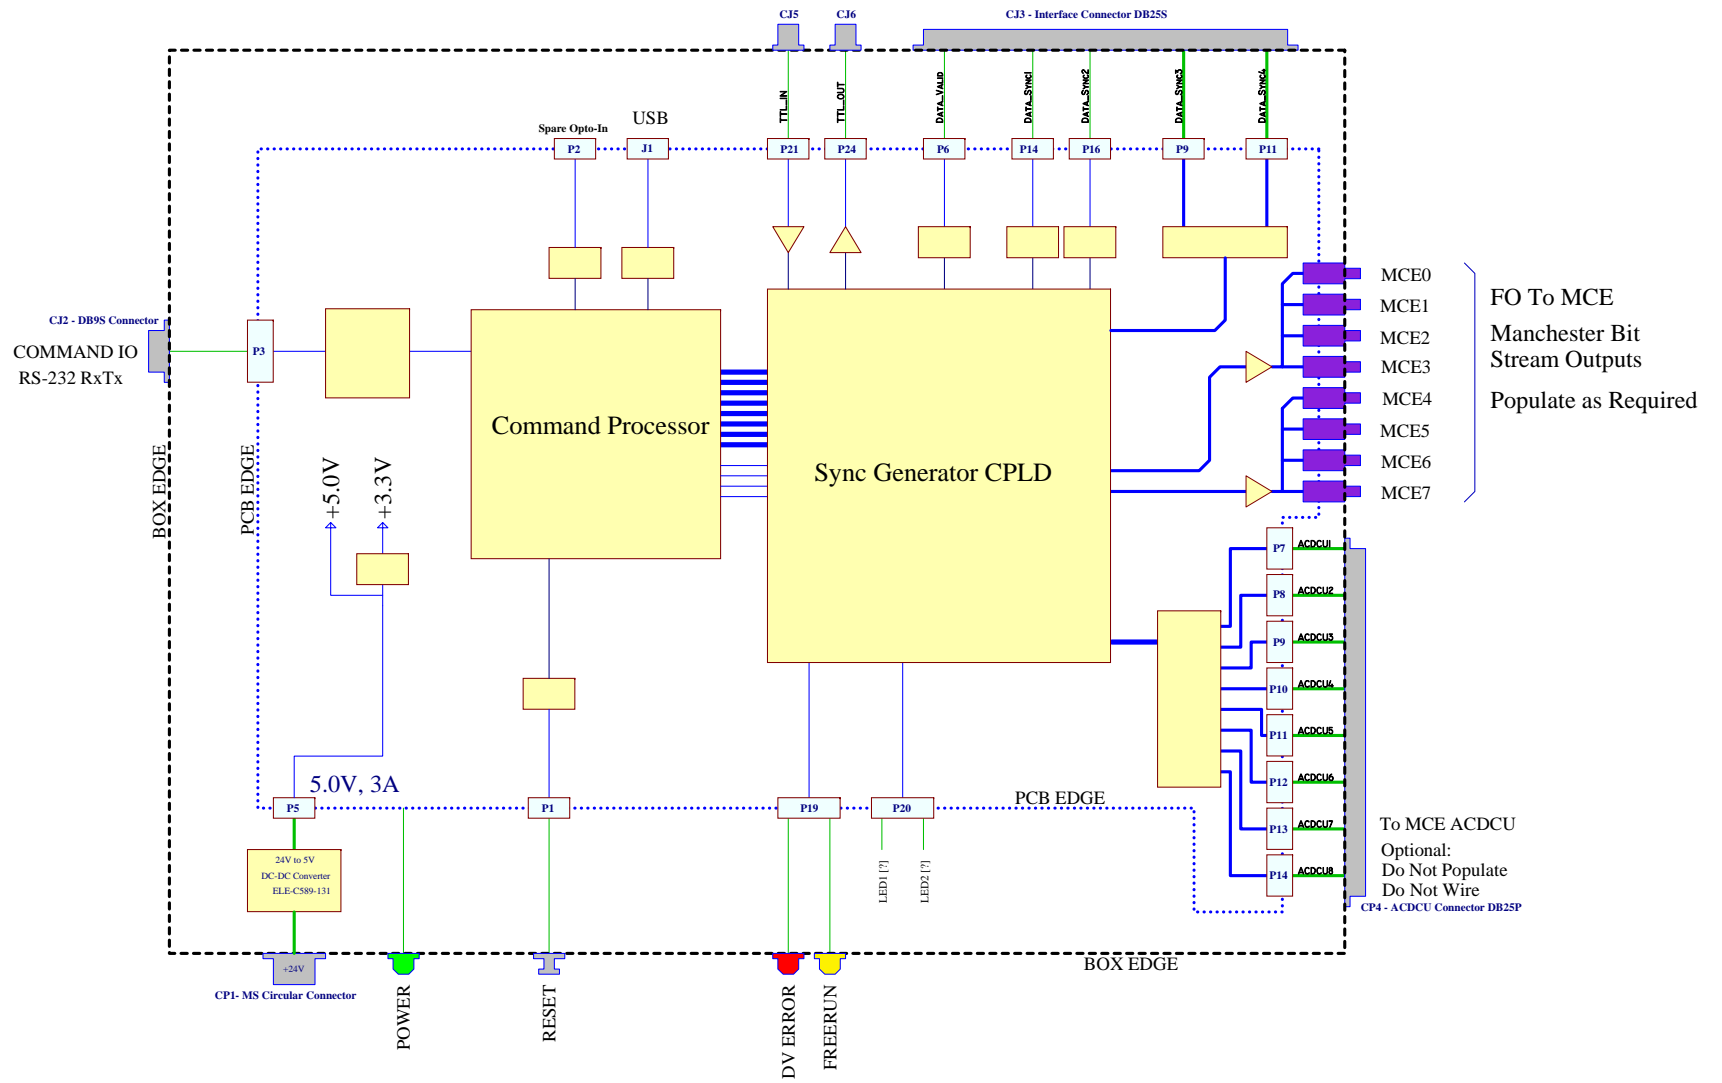 CJ5
CJ6
CJ3 - Interface Connector DB25S
TTL_IN
TTL_OUT
DATA_VALID
DATA_SYNC1
DATA_SYNC2
DATA_SYNC3
DATA_SYNC4
Spare Opto-In
USB
P2
J1
P21
P24
P6
P14
P16
P9
P11
MCE0
MCE1
MCE2
MCE3
MCE4
MCE5
MCE6
MCE7
FO To MCE
Manchester Bit
Stream Outputs
Populate as Required
CJ2 - DB9S Connector
COMMAND IO
RS-232 RxTx
P3
Command Processor
Sync Generator CPLD
BOX EDGE
PCB EDGE
+5.0V
+3.3V
P7
ACDCU1
P8
ACDCU2
P9
ACDCU3
P10
ACDCU4
P11
ACDCU5
P12
ACDCU6
P13
ACDCU7
P14
ACDCU8
To MCE ACDCU
Optional:
Do Not Populate
Do Not Wire
CP4 - ACDCU Connector DB25P
5.0V, 3A
P5
P1
P19
P20
PCB EDGE
24V to 5V
DC-DC Converter
ELE-C589-131
LED1 [?]
LED2 [?]
+24V
CP1- MS Circular Connector
POWER
RESET
DV ERROR
FREERUN
BOX EDGE